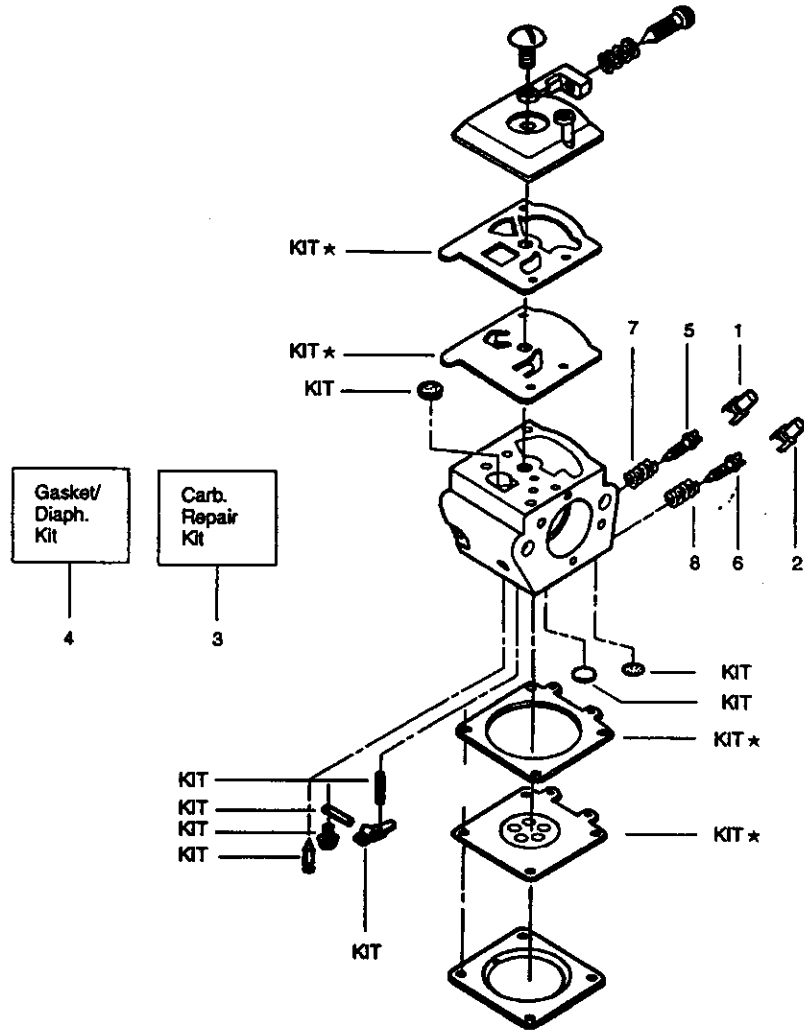 KIT ★
KIT ★
KIT
7
5
1
Gasket/
Diaph.
Kit
Carb.
Repair
Kit
8
6
2
4
3
KIT
KIT
KIT ★
KIT
KIT
KIT
KIT
KIT ★
KIT